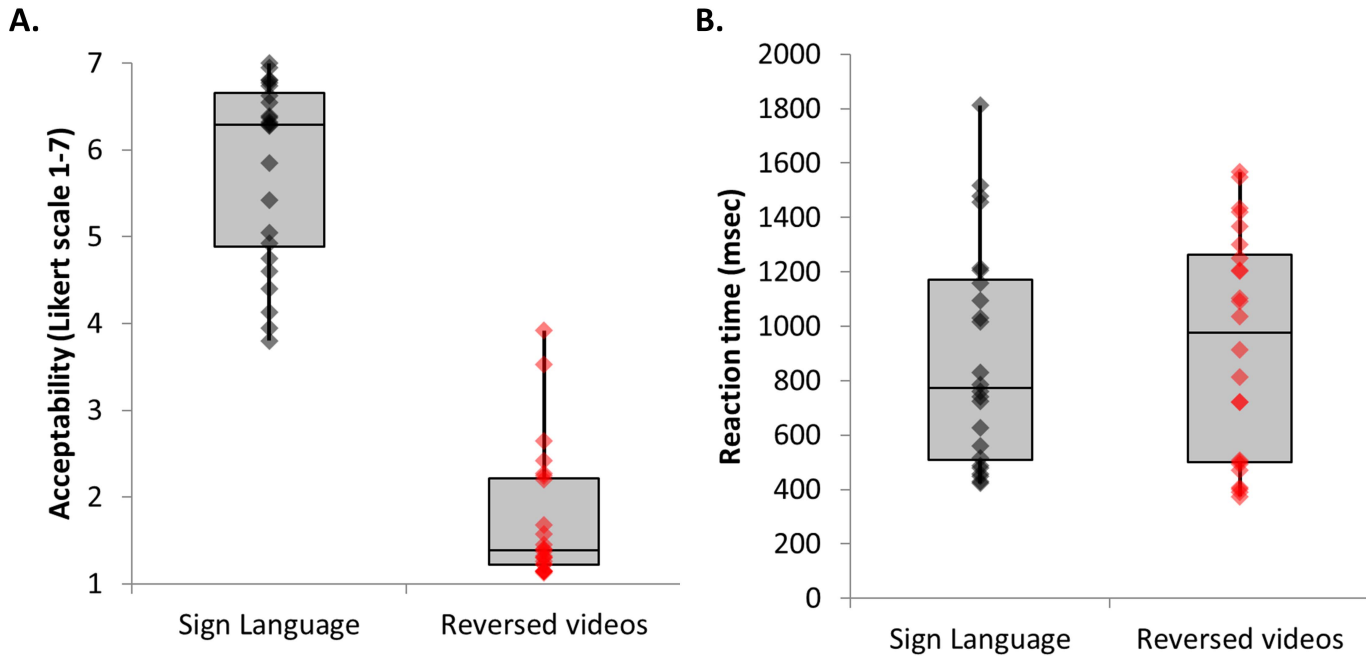 A.
Acceptability (Likert scale 1-7)
7
6
5
4
3
2
1
Sign Language
Reversed videos
B.
Reaction time (msec)
2000
1800
1600
1400
1200
1000
800
600
400
200
0
Sign Language
Reversed videos